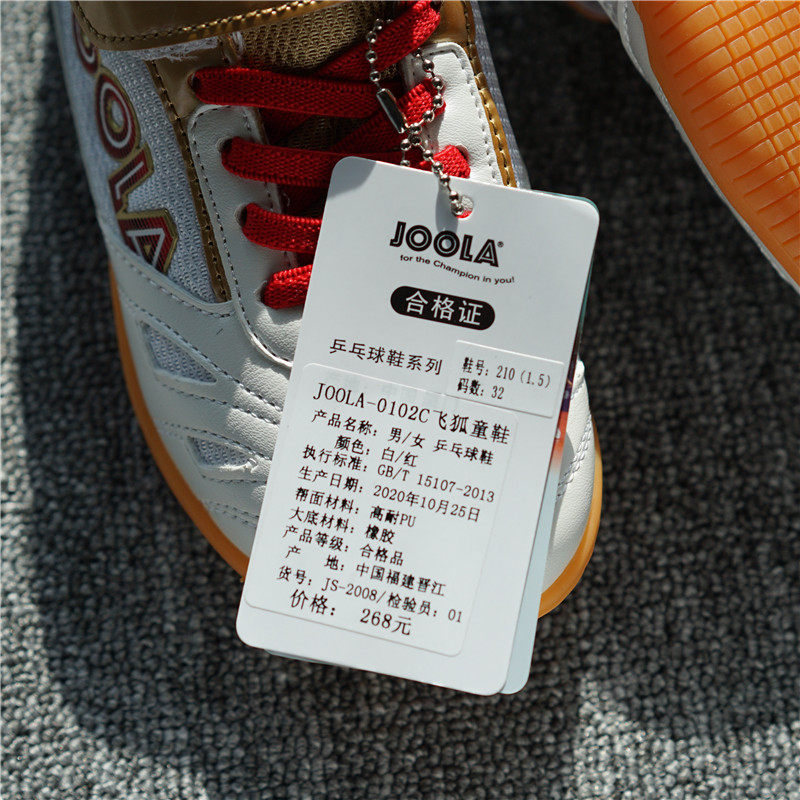 JOOLA
JOOLA®
for the Champion in you!
合格证
乒乓球鞋系列
鞋号: 210 (1.5)
码数: 32
JOOLA-0102C飞狐童鞋
产品名称: 男/女 乒乓球鞋
颜色: 白/红
执行标准: GB/T 15107-2013
生产日期: 2020年10月25日
帮面材料: 高耐PU
大底材料: 橡胶
产品等级: 合格品
产 地: 中国福建晋江
货号: JS-2008/检验员: 01
价格: 268元